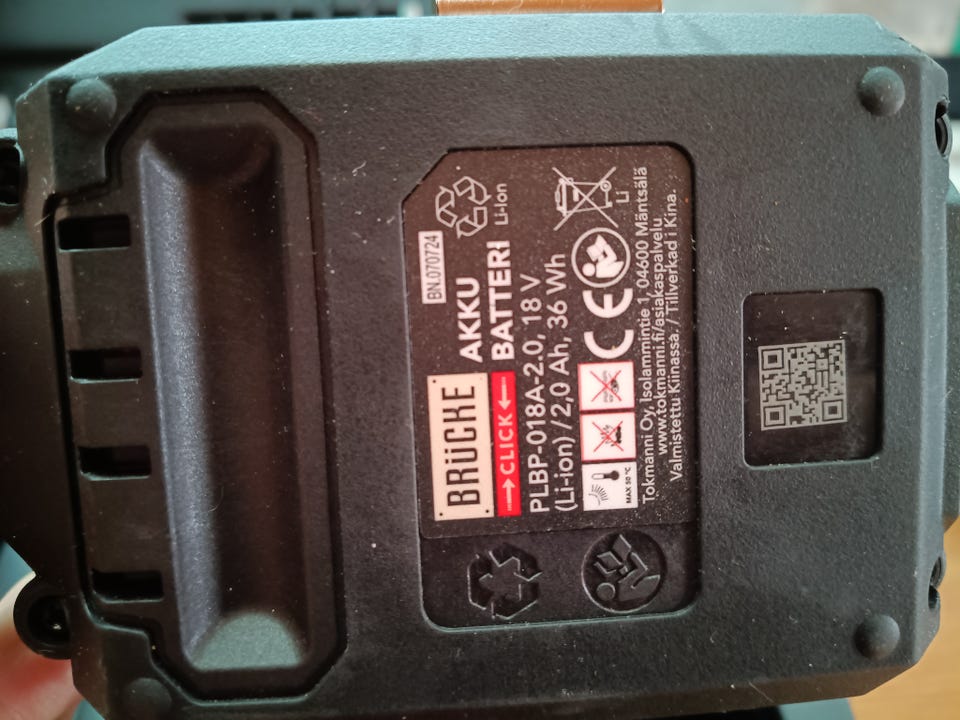 BRÜCKE
→CLICK←
AKKU
BATTERI
BN.070724
Li-Ion
PLBP-018A-2.0, 18 V
(Li-ion) / 2,0 Ah, 36 Wh
MAX 50 °C
CE
Li
Tokmanni Oy, Isolammintie 1, 04600 Mäntsälä
www.tokmanni.fi/asiakaspalvelu
Valmistettu Kiinassa. / Tillverkad i Kina.